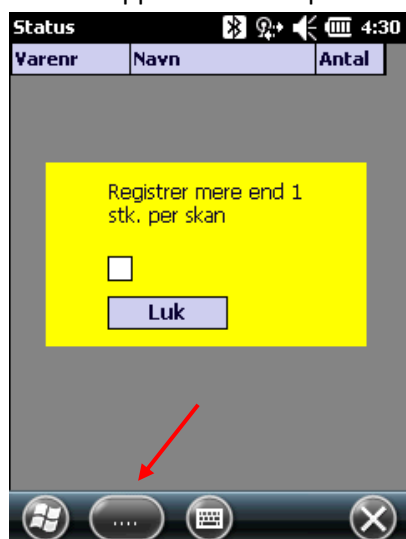 Status 4:30
Varenr Navn Antal
Registrer mere end 1
stk. per skan
Luk
....